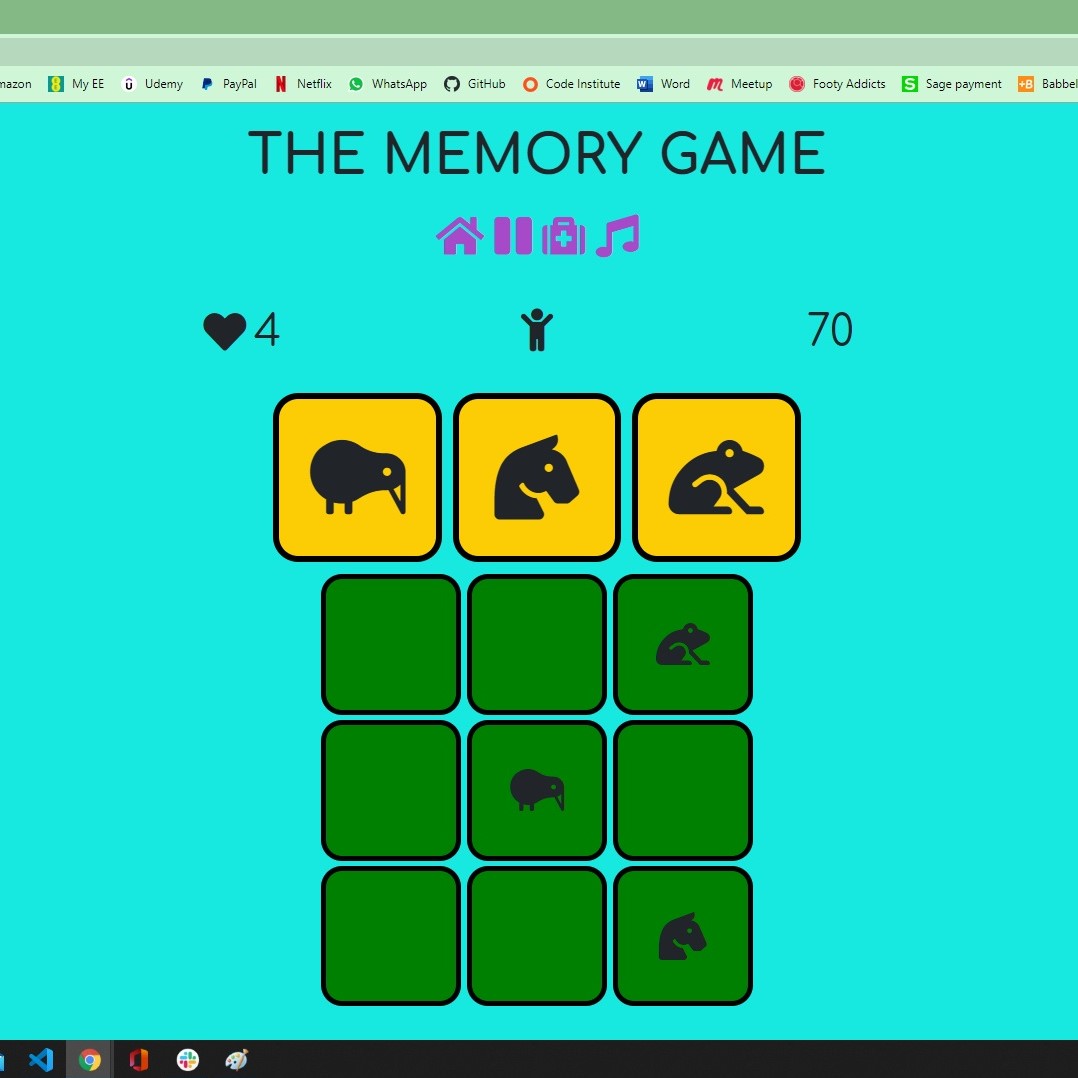 mazon My EE Udemy PayPal Netflix WhatsApp GitHub Code Institute Word Meetup Footy Addicts Sage payment Babbel
THE MEMORY GAME
4 70